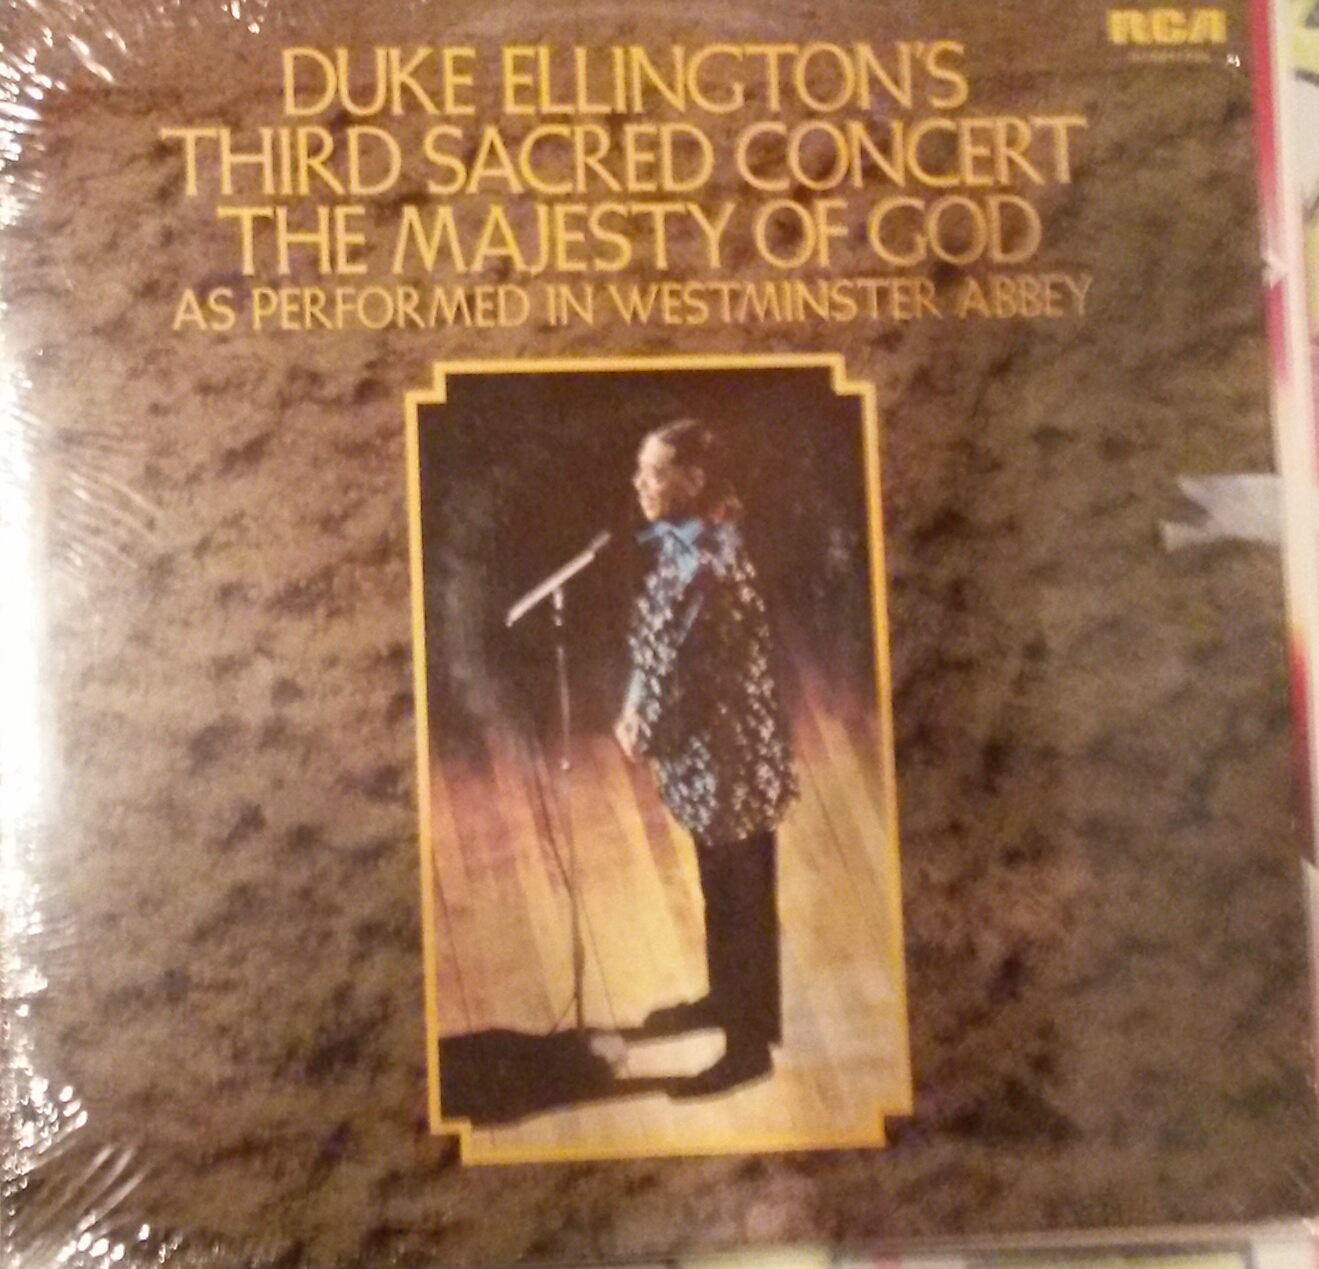 RCA
DUKE ELLINGTON'S
THIRD SACRED CONCERT
THE MAJESTY OF GOD
AS PERFORMED IN WESTMINSTER ABBEY